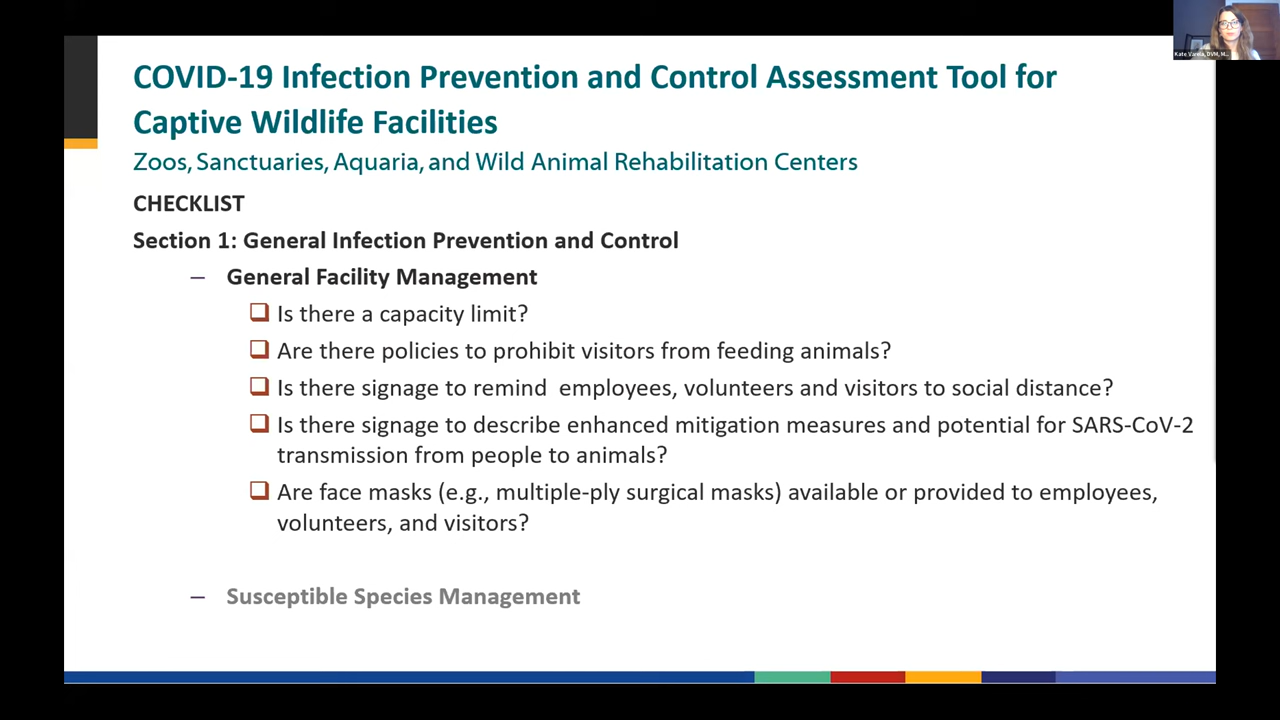 Kate Varela, DVM, M...
COVID-19 Infection Prevention and Control Assessment Tool for
Captive Wildlife Facilities
Zoos, Sanctuaries, Aquaria, and Wild Animal Rehabilitation Centers
CHECKLIST
Section 1: General Infection Prevention and Control
– General Facility Management
❑ Is there a capacity limit?
❑ Are there policies to prohibit visitors from feeding animals?
❑ Is there signage to remind  employees, volunteers and visitors to social distance?
❑ Is there signage to describe enhanced mitigation measures and potential for SARS-CoV-2
transmission from people to animals?
❑ Are face masks (e.g., multiple-ply surgical masks) available or provided to employees,
volunteers, and visitors?
– Susceptible Species Management